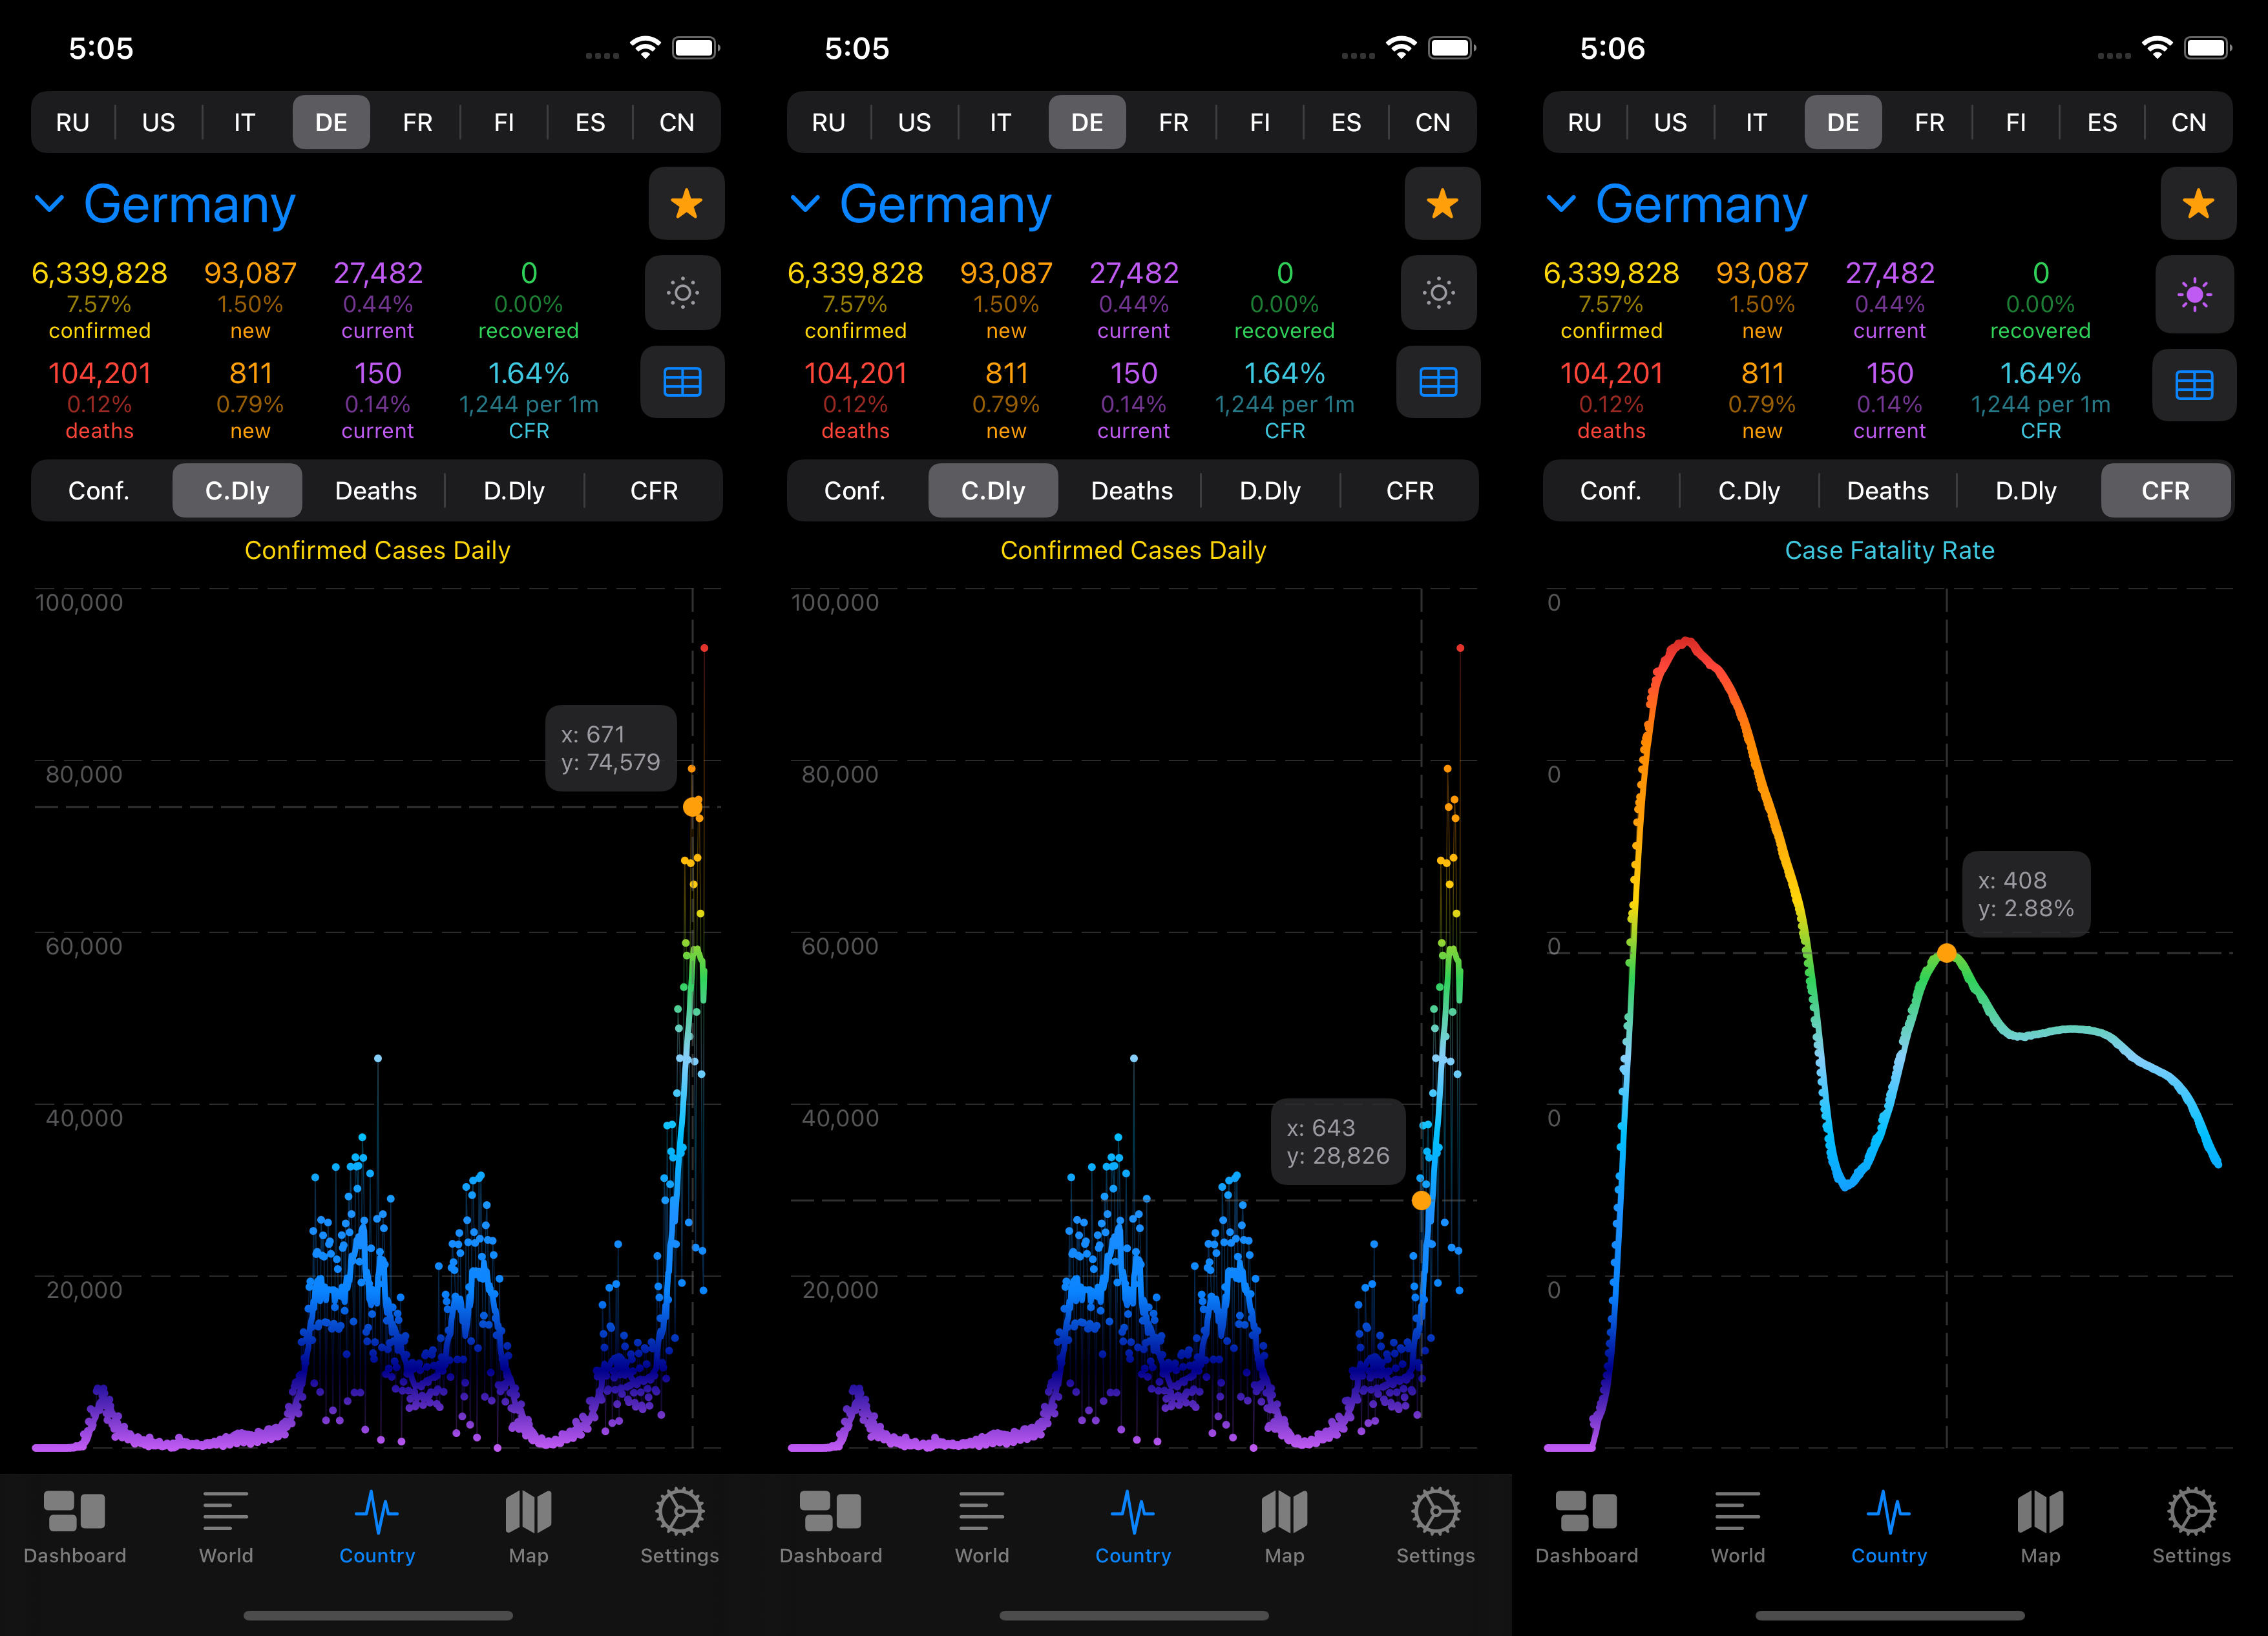 5:05
RU US IT DE FR FI ES CN
Germany
6,339,828 93,087 27,482 0
7.57% 1.50% 0.44% 0.00%
confirmed new current recovered
104,201 811 150 1.64%
0.12% 0.79% 0.14% 1,244 per 1m
deaths new current CFR
Conf. C.Dly Deaths D.Dly CFR
Confirmed Cases Daily
100,000
x: 671
y: 74,579
80,000
60,000
40,000
20,000
Dashboard World Country Map Settings
5:05
RU US IT DE FR FI ES CN
Germany
6,339,828 93,087 27,482 0
7.57% 1.50% 0.44% 0.00%
confirmed new current recovered
104,201 811 150 1.64%
0.12% 0.79% 0.14% 1,244 per 1m
deaths new current CFR
Conf. C.Dly Deaths D.Dly CFR
Confirmed Cases Daily
100,000
80,000
60,000
40,000
x: 643
y: 28,826
20,000
Dashboard World Country Map Settings
5:06
RU US IT DE FR FI ES CN
Germany
6,339,828 93,087 27,482 0
7.57% 1.50% 0.44% 0.00%
confirmed new current recovered
104,201 811 150 1.64%
0.12% 0.79% 0.14% 1,244 per 1m
deaths new current CFR
Conf. C.Dly Deaths D.Dly CFR
Case Fatality Rate
0
0
x: 408
y: 2.88%
0
0
0
Dashboard World Country Map Settings